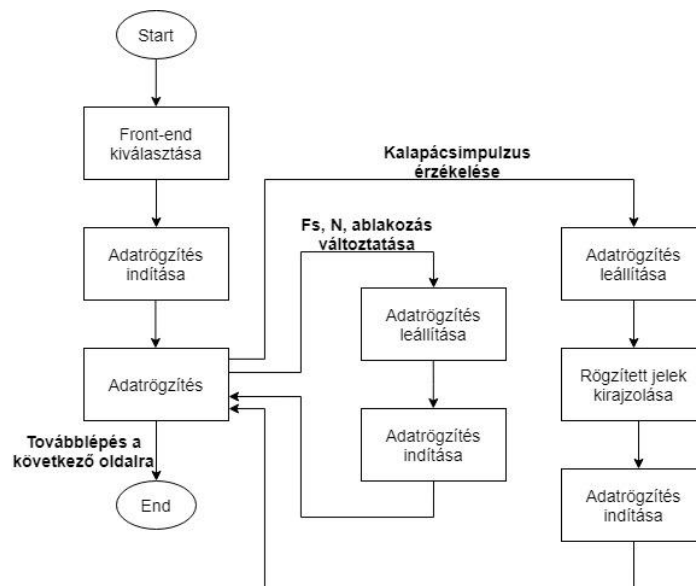 Start
Front-end
kiválasztása
Adatrögzítés
indítása
Adatrögzítés
Továbblépés a
következő oldalra
End
Fs, N, ablakozás
változtatása
Adatrögzítés
leállítása
Adatrögzítés
indítása
Kalapácsimpulzus
érzékelése
Adatrögzítés
leállítása
Rögzített jelek
kirajzolása
Adatrögzítés
indítása